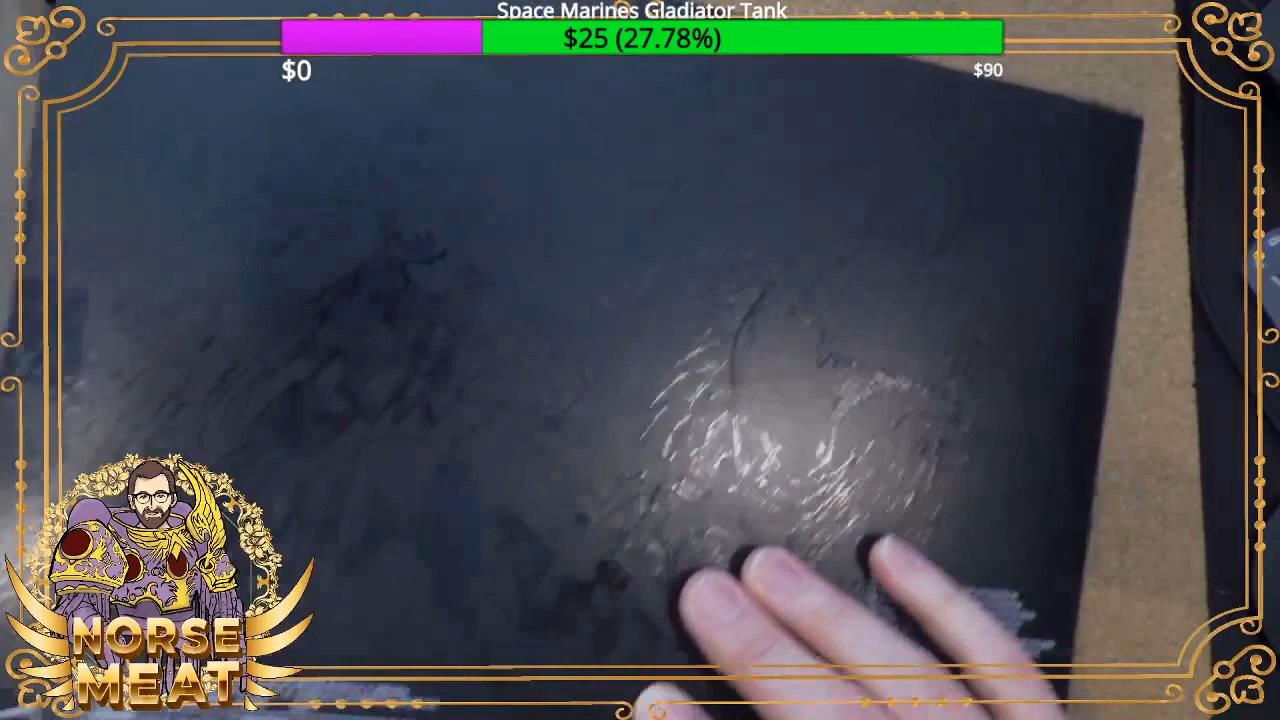 Space Marines Gladiator Tank
$25 (27.78%)
$0
$90
NORSE
MEAT